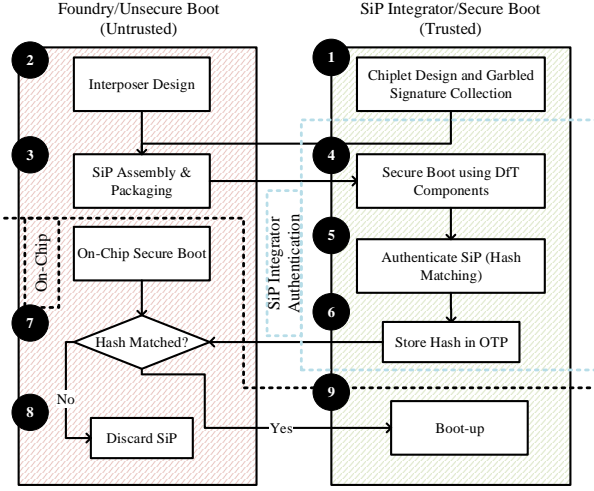 Foundry/Unsecure Boot
(Untrusted)
SiP Integrator/Secure Boot
(Trusted)
2
Interposer Design
1
Chiplet Design and Garbled
Signature Collection
3
SiP Assembly &
Packaging
4
Secure Boot using DfT
Components
On-Chip
On-Chip Secure Boot
SiP Integrator
Authentication
5
Authenticate SiP (Hash
Matching)
6
Store Hash in OTP
7
Hash Matched?
No
Yes
8
Discard SiP
9
Boot-up